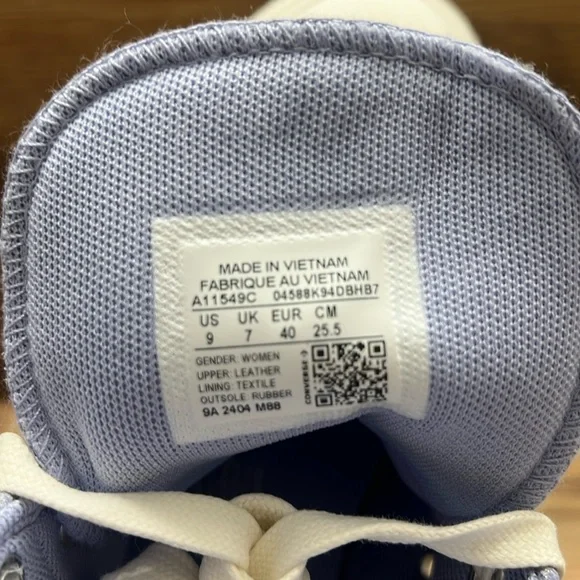 MADE IN VIETNAM
FABRIQUE AU VIETNAM
A11549C 04588K94DBHB7
US UK EUR CM
9 7 40 25.5
GENDER: WOMEN
UPPER: LEATHER
LINING: TEXTILE
OUTSOLE: RUBBER
9A 2404 M88
CONVERSE